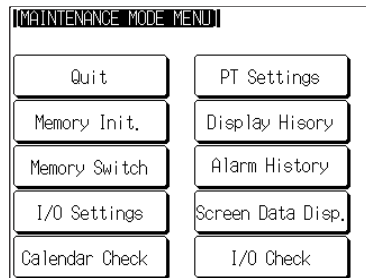 [MAINTENANCE MODE MENU]
Quit
PT Settings
Memory Init.
Display Hisory
Memory Switch
Alarm History
I/O Settings
Screen Data Disp.
Calendar Check
I/O Check